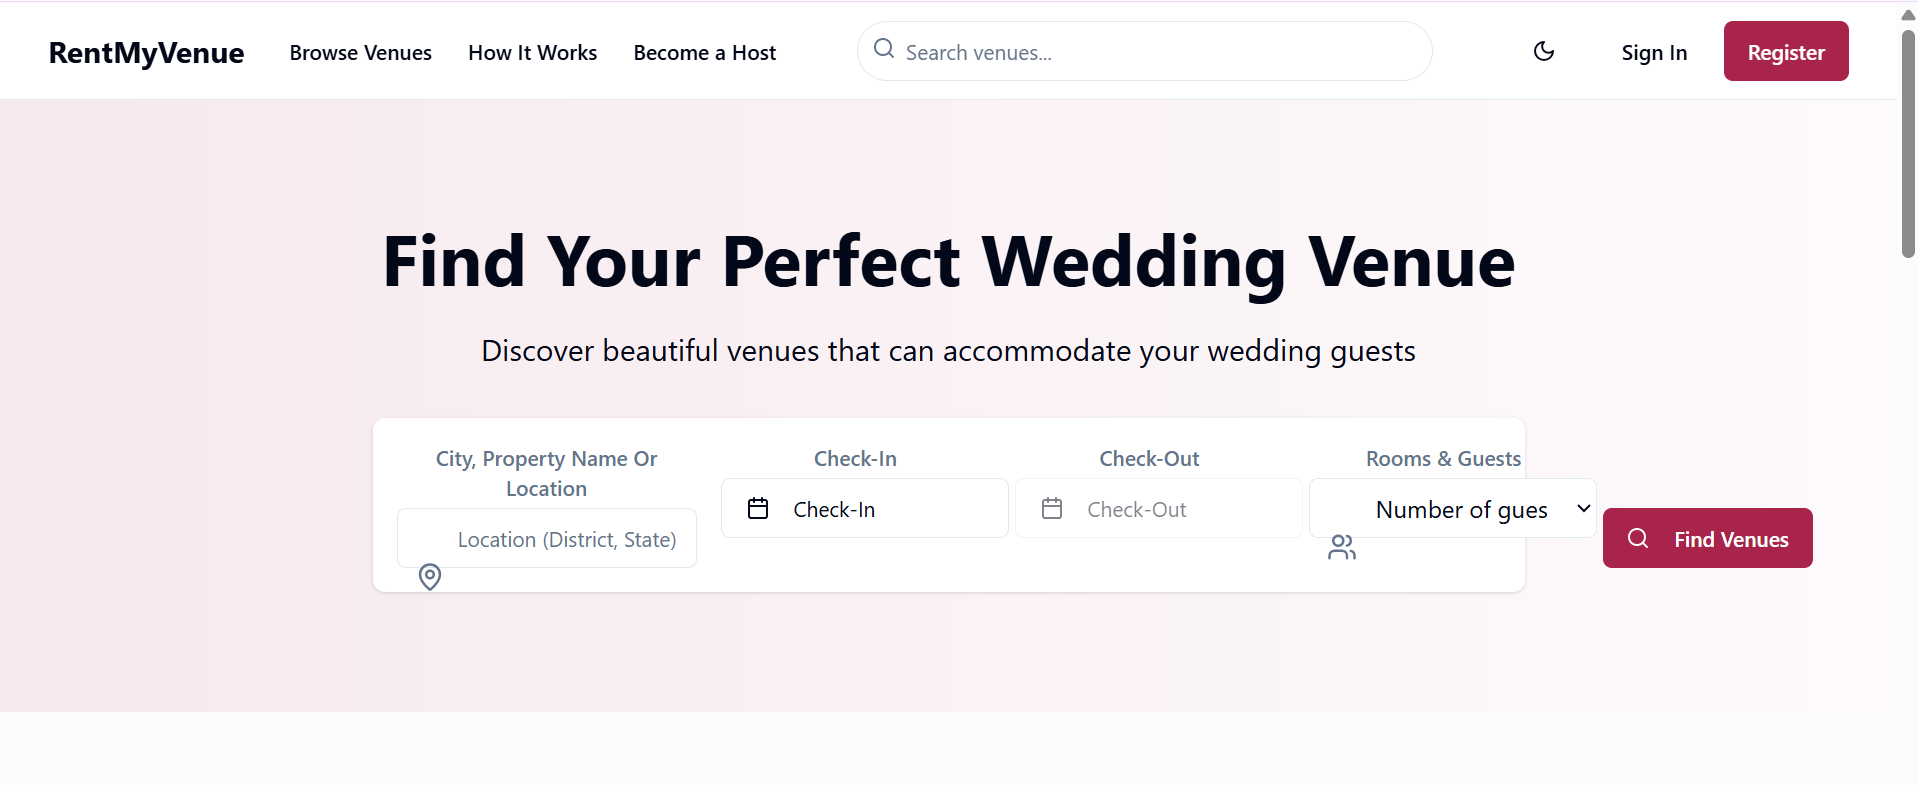 RentMyVenue
Browse Venues
How It Works
Become a Host
Search venues...
Sign In
Register
Find Your Perfect Wedding Venue
Discover beautiful venues that can accommodate your wedding guests
City, Property Name Or
Location
Location (District, State)
Check-In
Check-In
Check-Out
Check-Out
Rooms & Guests
Number of gues
Find Venues